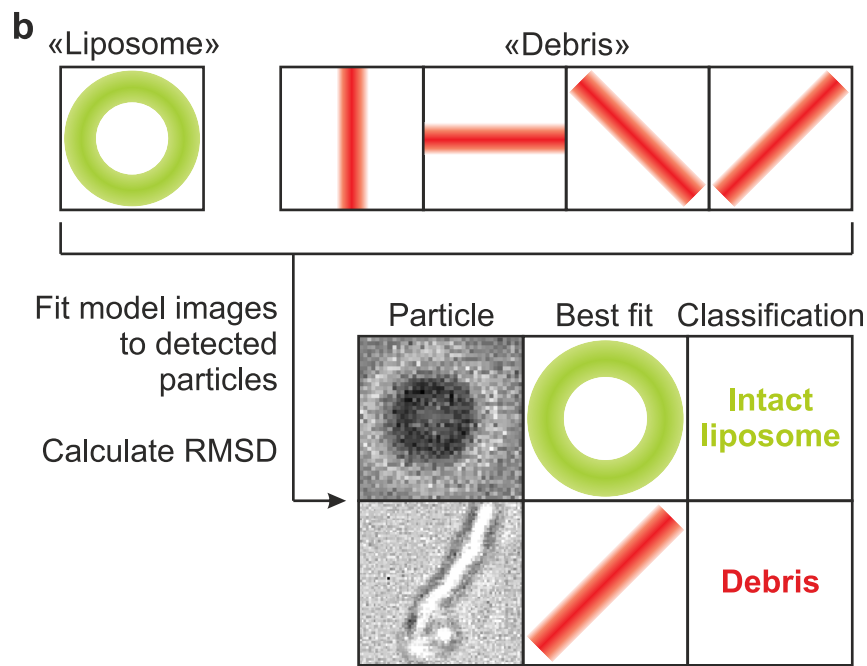 b
«Liposome»
«Debris»
Fit model images
to detected
particles
Calculate RMSD
Particle
Best fit
Classification
Intact
liposome
Debris